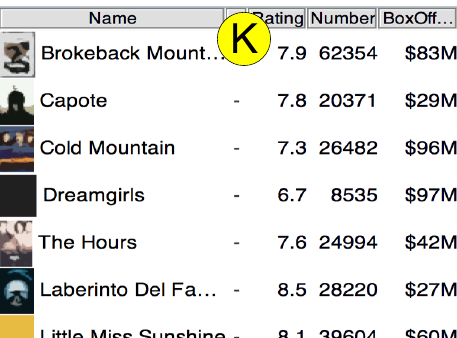 Name Rating Number BoxOff...
K
Brokeback Mount... 7.9 62354 $83M
Capote - 7.8 20371 $29M
Cold Mountain - 7.3 26482 $96M
Dreamgirls - 6.7 8535 $97M
The Hours - 7.6 24994 $42M
Laberinto Del Fa... - 8.5 28220 $27M
Little Miss Sunshine - 8.1 39604 $60M